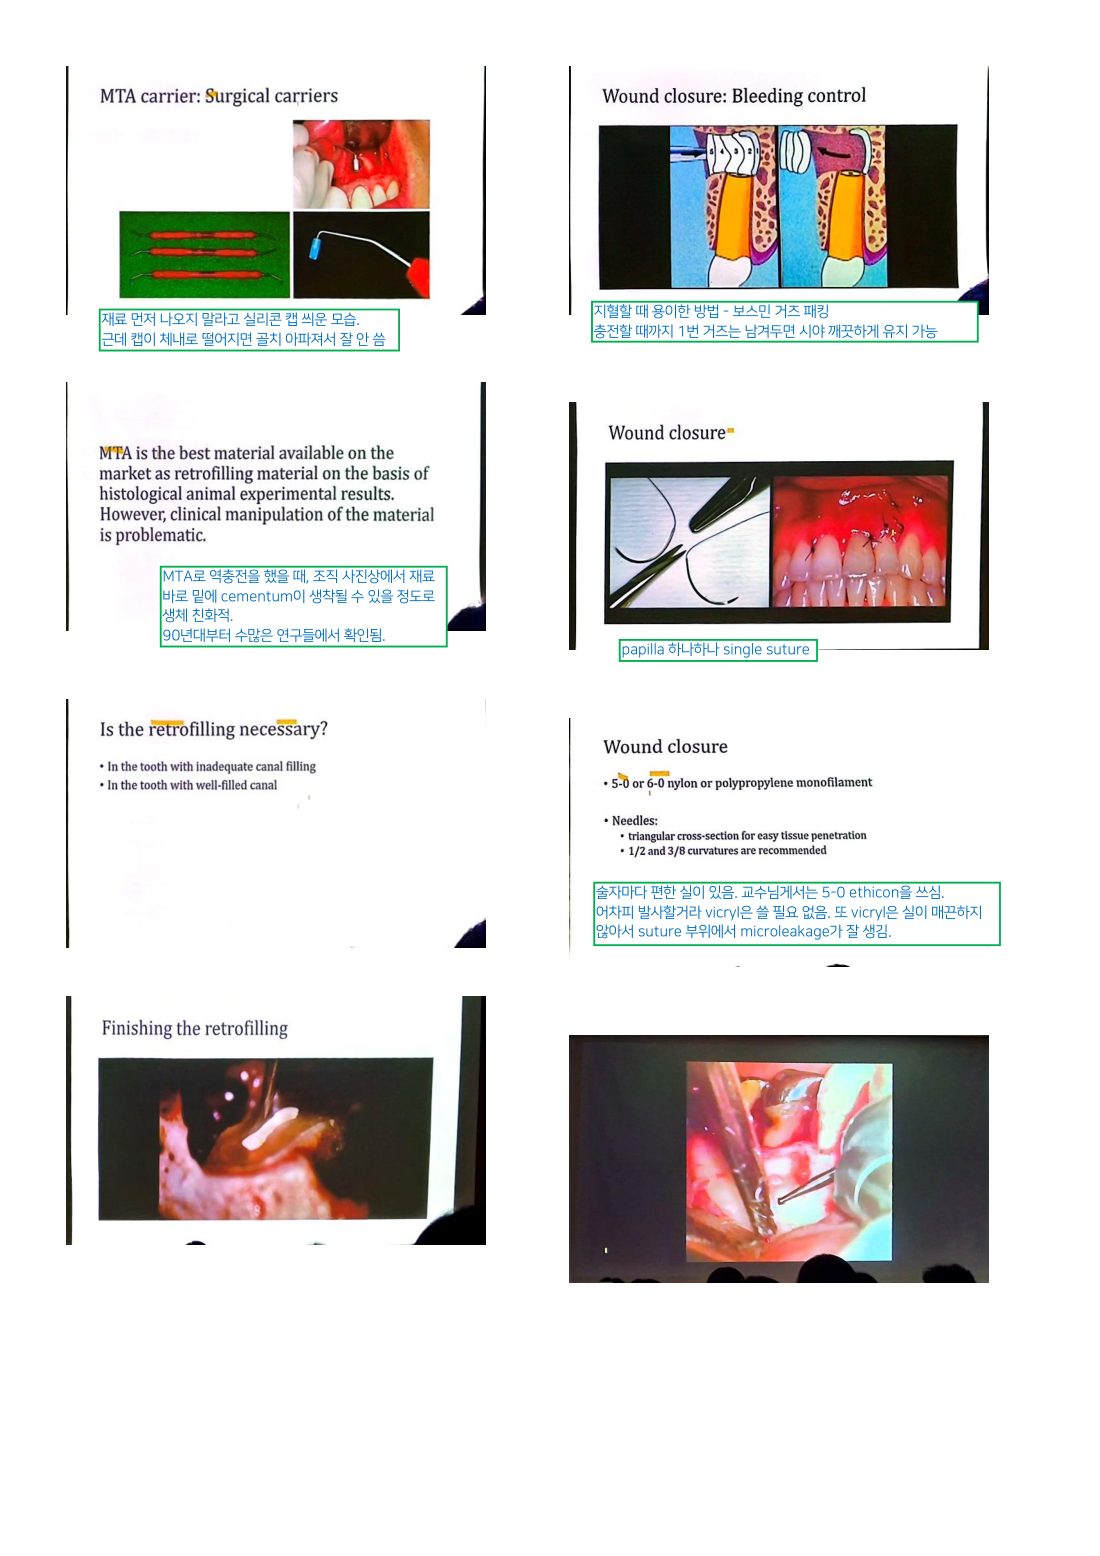 MTA carrier: Surgical carriers
재료 먼저 나오지 말라고 실리콘 캡 씌운 모습.
근데 캡이 체내로 떨어지면 골치 아파져서 잘 안 씀
MTA is the best material available on the
market as retrofilling material on the basis of
histological animal experimental results.
However, clinical manipulation of the material
is problematic.
MTA로 역충전을 했을 때, 조직 사진상에서 재료
바로 밑에 cementum이 생착될 수 있을 정도로
생체 친화적.
90년대부터 수많은 연구들에서 확인됨.
Is the retrofilling necessary?
• In the tooth with inadequate canal filling
• In the tooth with well-filled canal
Finishing the retrofilling
Wound closure: Bleeding control
5 4 3 2 1
지혈할 때 용이한 방법 - 보스민 거즈 패킹
충전할 때까지 1번 거즈는 남겨두면 시야 깨끗하게 유지 가능
Wound closure
papilla 하나하나 single suture
Wound closure
• 5-0 or 6-0 nylon or polypropylene monofilament
• Needles:
• triangular cross-section for easy tissue penetration
• 1/2 and 3/8 curvatures are recommended
술자마다 편한 실이 있음. 교수님게서는 5-0 ethicon을 쓰심.
어차피 발사할거라 vicryl은 쓸 필요 없음. 또 vicryl은 실이 매끈하지
않아서 suture 부위에서 microleakage가 잘 생김.